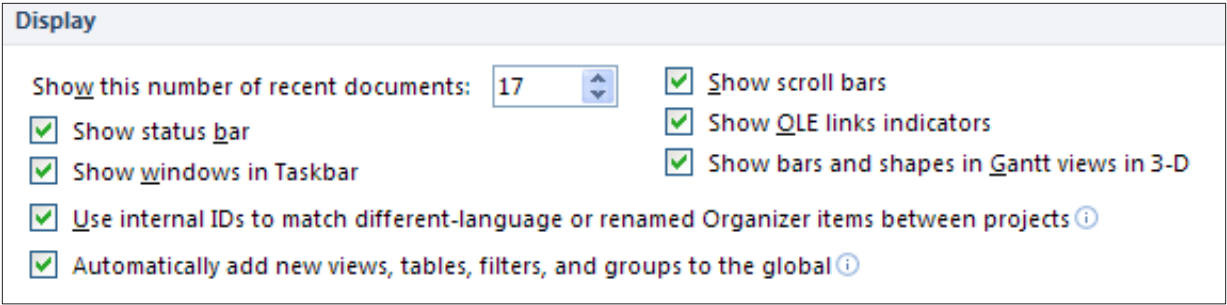 Display
Show this number of recent documents: 17
Show scroll bars
Show status bar
Show OLE links indicators
Show windows in Taskbar
Show bars and shapes in Gantt views in 3-D
Use internal IDs to match different-language or renamed Organizer items between projects
Automatically add new views, tables, filters, and groups to the global